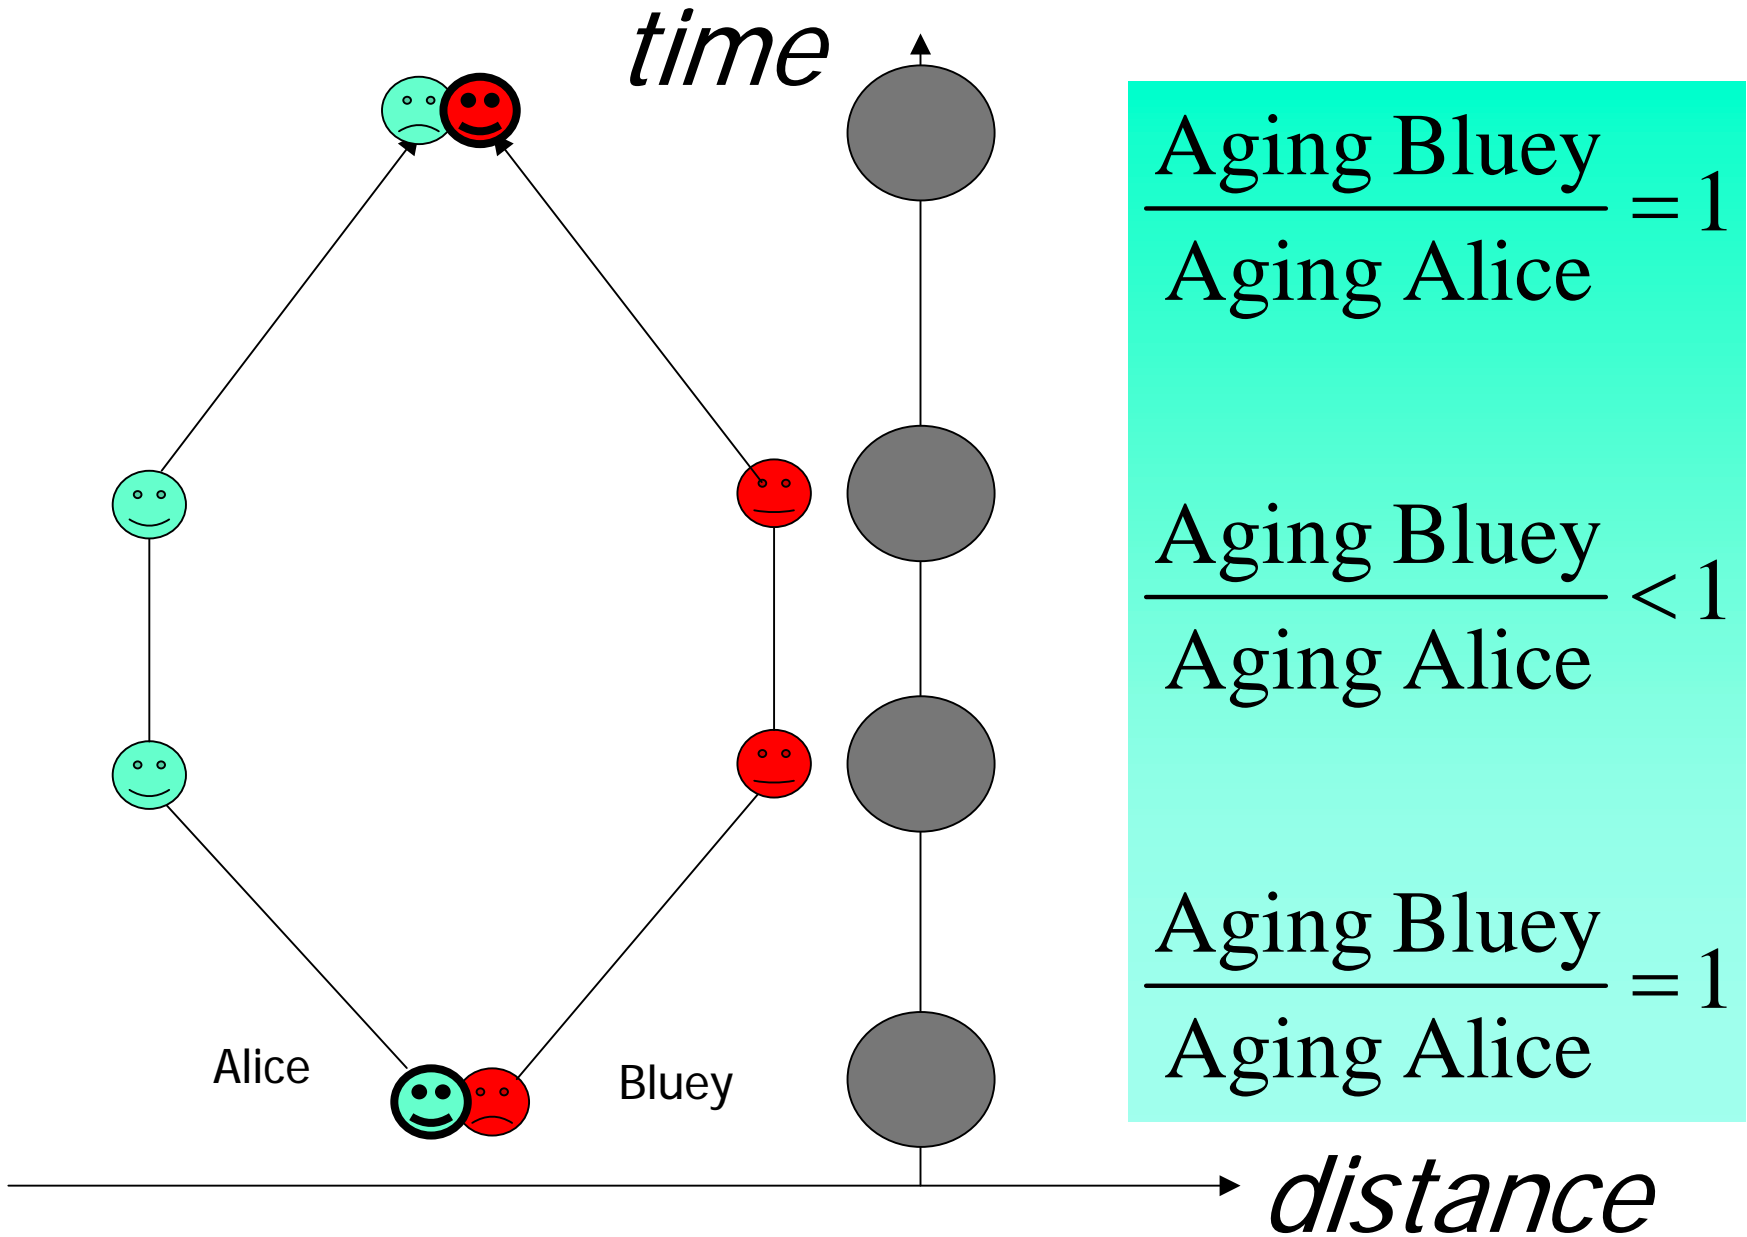 time
Aging Bluey
Aging Alice
= 1
Aging Bluey
Aging Alice
< 1
Aging Bluey
Aging Alice
= 1
Alice
Bluey
distance